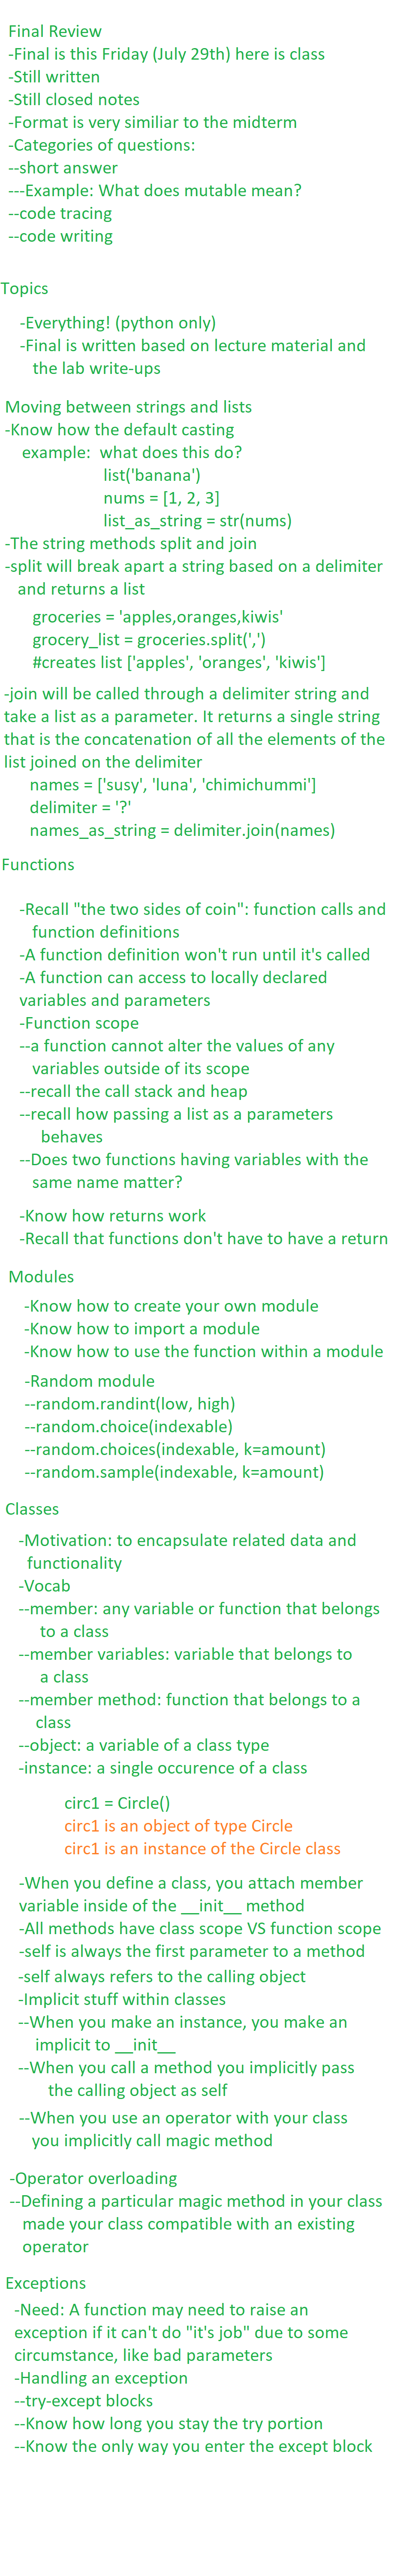 Final Review
-Final is this Friday (July 29th) here is class
-Still written
-Still closed notes
-Format is very similiar to the midterm
-Categories of questions:
--short answer
---Example: What does mutable mean?
--code tracing
--code writing
Topics
-Everything! (python only)
-Final is written based on lecture material and
the lab write-ups
Moving between strings and lists
-Know how the default casting
example:  what does this do?
list('banana')
nums = [1, 2, 3]
list_as_string = str(nums)
-The string methods split and join
-split will break apart a string based on a delimiter
and returns a list
groceries = 'apples,oranges,kiwis'
grocery_list = groceries.split(',')
#creates list ['apples', 'oranges', 'kiwis']
-join will be called through a delimiter string and
take a list as a parameter. It returns a single string
that is the concatenation of all the elements of the
list joined on the delimiter
names = ['susy', 'luna', 'chimichummi']
delimiter = '?'
names_as_string = delimiter.join(names)
Functions
-Recall "the two sides of coin": function calls and
function definitions
-A function definition won't run until it's called
-A function can access to locally declared
variables and parameters
-Function scope
--a function cannot alter the values of any
variables outside of its scope
--recall the call stack and heap
--recall how passing a list as a parameters
behaves
--Does two functions having variables with the
same name matter?
-Know how returns work
-Recall that functions don't have to have a return
Modules
-Know how to create your own module
-Know how to import a module
-Know how to use the function within a module
-Random module
--random.randint(low, high)
--random.choice(indexable)
--random.choices(indexable, k=amount)
--random.sample(indexable, k=amount)
Classes
-Motivation: to encapsulate related data and
functionality
-Vocab
--member: any variable or function that belongs
to a class
--member variables: variable that belongs to
a class
--member method: function that belongs to a
class
--object: a variable of a class type
-instance: a single occurence of a class
circ1 = Circle()
circ1 is an object of type Circle
circ1 is an instance of the Circle class
-When you define a class, you attach member
variable inside of the __init__ method
-All methods have class scope VS function scope
-self is always the first parameter to a method
-self always refers to the calling object
-Implicit stuff within classes
--When you make an instance, you make an
implicit to __init__
--When you call a method you implicitly pass
the calling object as self
--When you use an operator with your class
you implicitly call magic method
-Operator overloading
--Defining a particular magic method in your class
made your class compatible with an existing
operator
Exceptions
-Need: A function may need to raise an
exception if it can't do "it's job" due to some
circumstance, like bad parameters
-Handling an exception
--try-except blocks
--Know how long you stay the try portion
--Know the only way you enter the except block